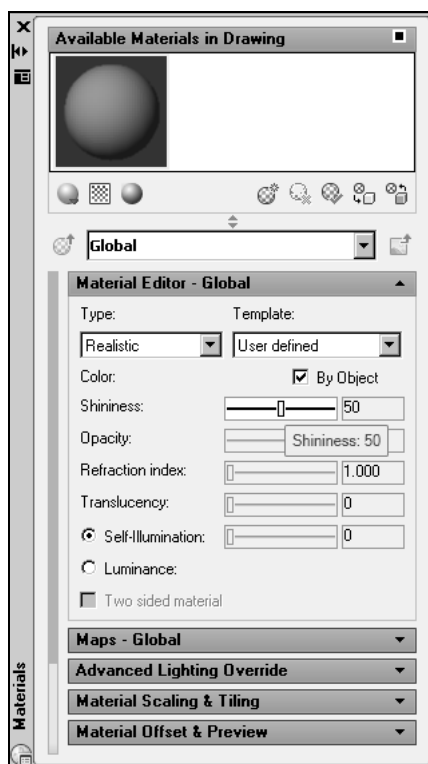 Available Materials in Drawing
Global
Material Editor - Global
Type: Template:
Realistic User defined
Color: By Object
Shininess: 50
Opacity: Shininess: 50
Refraction index: 1.000
Translucency: 0
Self-Illumination: 0
Luminance:
Two sided material
Maps - Global
Advanced Lighting Override
Material Scaling & Tiling
Material Offset & Preview
Materials